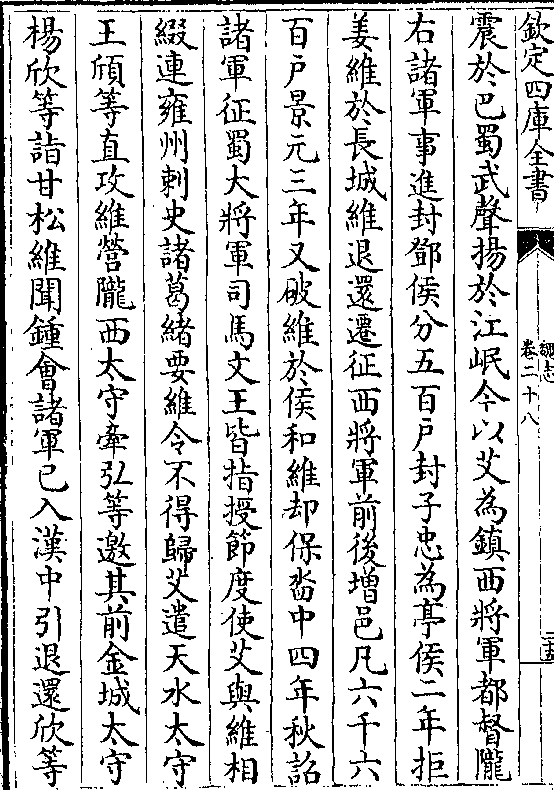 欽定四庫全書
魏志
卷二十八
震於巴蜀武聲揚於江岷今以艾為鎮西將軍都督隴
右諸軍事進封鄧侯分五百户封子忠為亭侯二年拒
姜維於長城維退還遷征西將軍前後增邑凡六千六
百户景元三年又破維於侯和維却保沓中四年秋詔
諸軍征蜀大將軍司馬文王皆指授節度使艾與維相
綴連雍州刺史諸葛緒要維令不得歸艾遣天水太守
王頎等直攻維營隴西太守牽弘等邀其前金城太守
楊欣等詣甘松維聞鍾會諸軍已入漢中引退還欣等